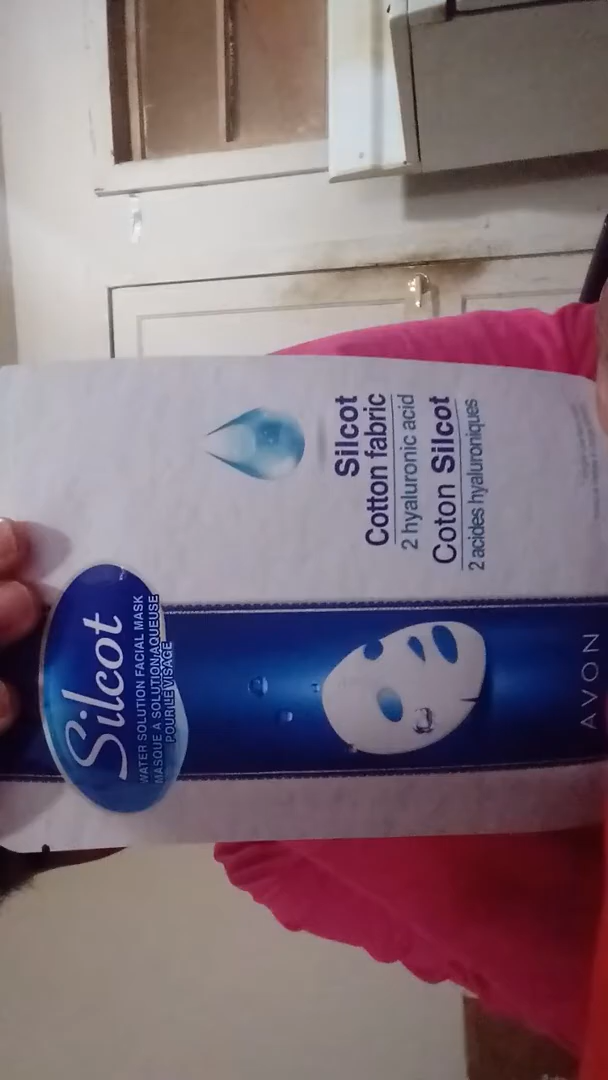 Silcot
WATER SOLUTION FACIAL MASK
MASQUE A SOLUTION AQUEUSE
POUR LE VISAGE
Silcot
Cotton fabric
2 hyaluronic acid
Coton Silcot
2 acides hyaluroniques
AVON